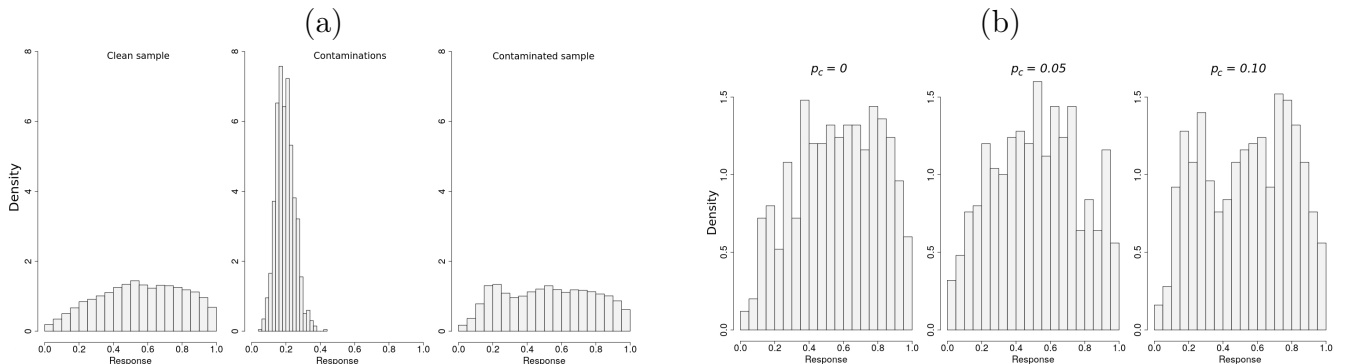 (a)
(b)
Clean sample
Contaminations
Contaminated sample
p_c = 0
p_c = 0.05
p_c = 0.10
Density
8
6
4
2
0
8
6
4
2
0
8
6
4
2
0
Density
1.5
1.0
0.5
0.0
1.5
1.0
0.5
0.0
1.5
1.0
0.5
0.0
0.0 0.2 0.4 0.6 0.8 1.0
0.0 0.2 0.4 0.6 0.8 1.0
0.0 0.2 0.4 0.6 0.8 1.0
0.0 0.2 0.4 0.6 0.8 1.0
0.0 0.2 0.4 0.6 0.8 1.0
0.0 0.2 0.4 0.6 0.8 1.0
Response
Response
Response
Response
Response
Response